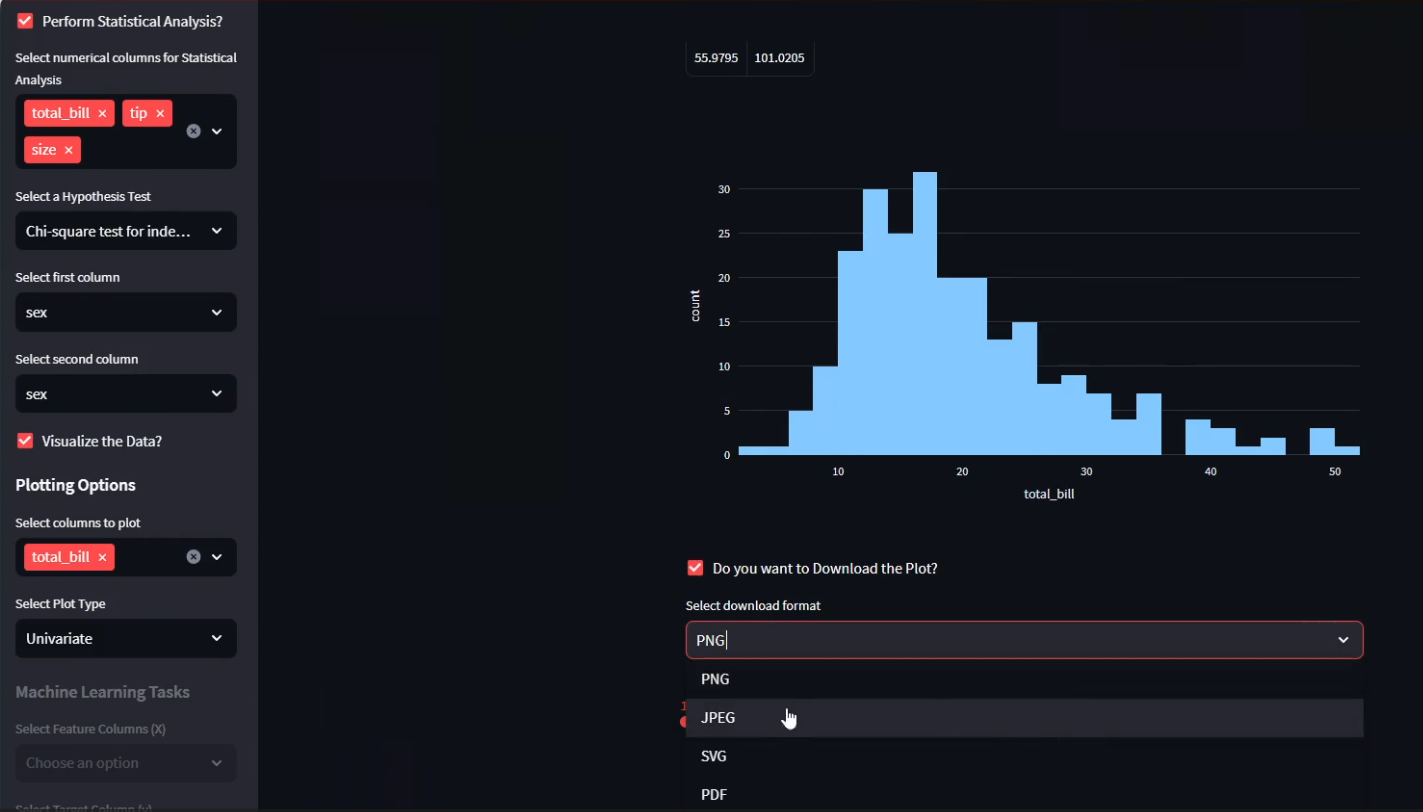 Perform Statistical Analysis?
Select numerical columns for Statistical
Analysis
total_bill × tip ×
size ×
Select a Hypothesis Test
Chi-square test for inde...
Select first column
sex
Select second column
sex
Visualize the Data?
Plotting Options
Select columns to plot
total_bill ×
Select Plot Type
Univariate
Machine Learning Tasks
Select Feature Columns (X)
Choose an option
Select Target Column (y)
55.9795 101.0205
30
25
20
15
10
5
0
count
10 20 30 40 50
total_bill
Do you want to Download the Plot?
Select download format
PNG
PNG
JPEG
SVG
PDF